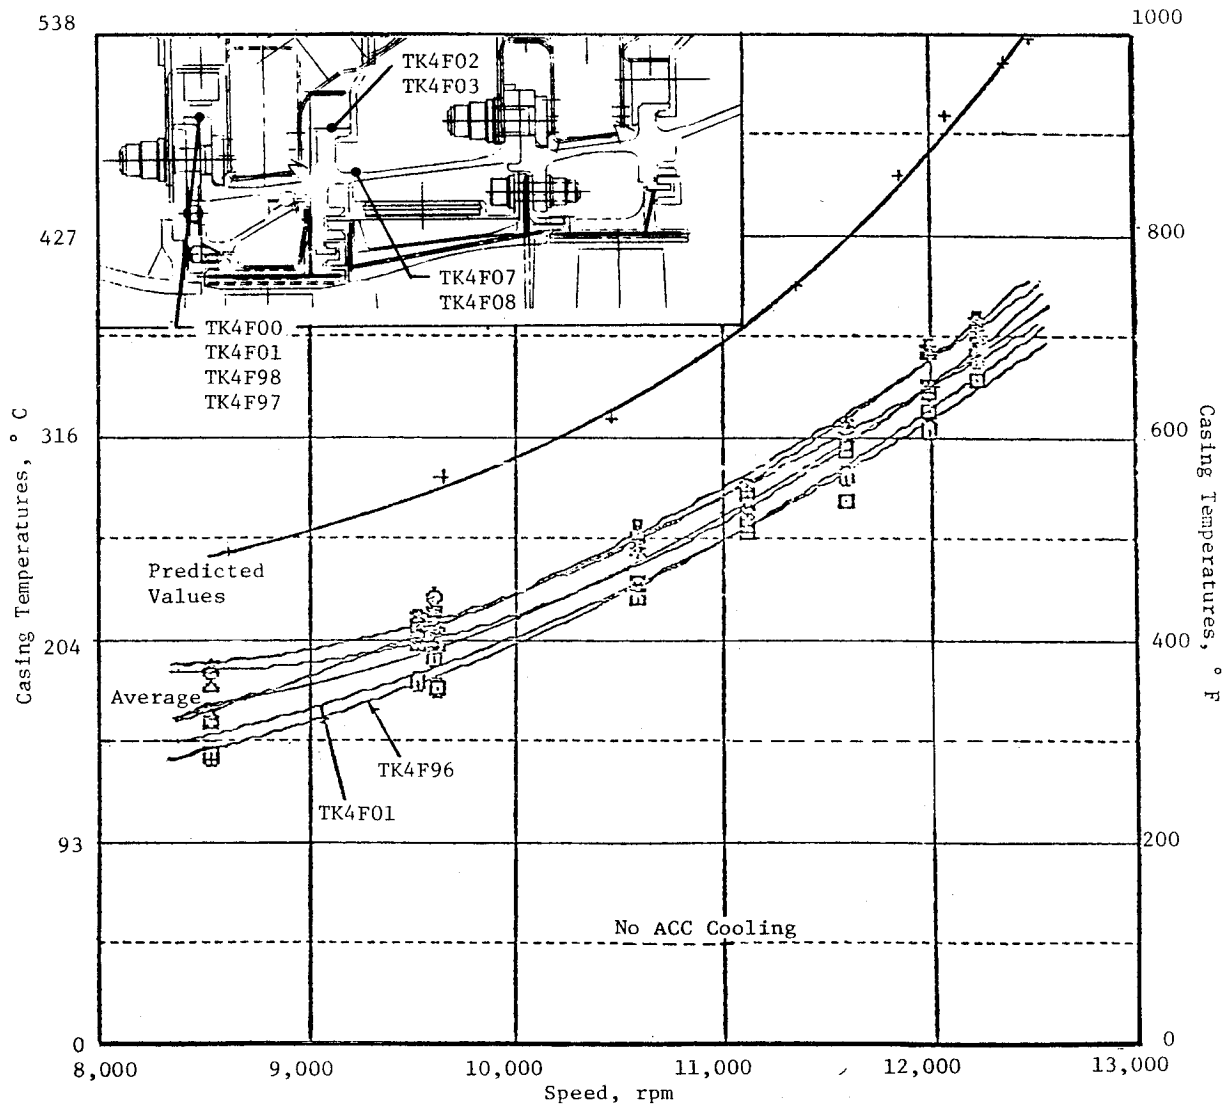 538
1000
TK4F02
TK4F03
427
800
TK4F07
TK4F08
TK4F00
TK4F01
TK4F98
TK4F97
316
600
Casing Temperatures, ° C
Casing Temperatures, ° F
Predicted
Values
204
400
Average
TK4F96
TK4F01
93
200
No ACC Cooling
0
0
8,000
9,000
10,000
11,000
12,000
13,000
Speed, rpm